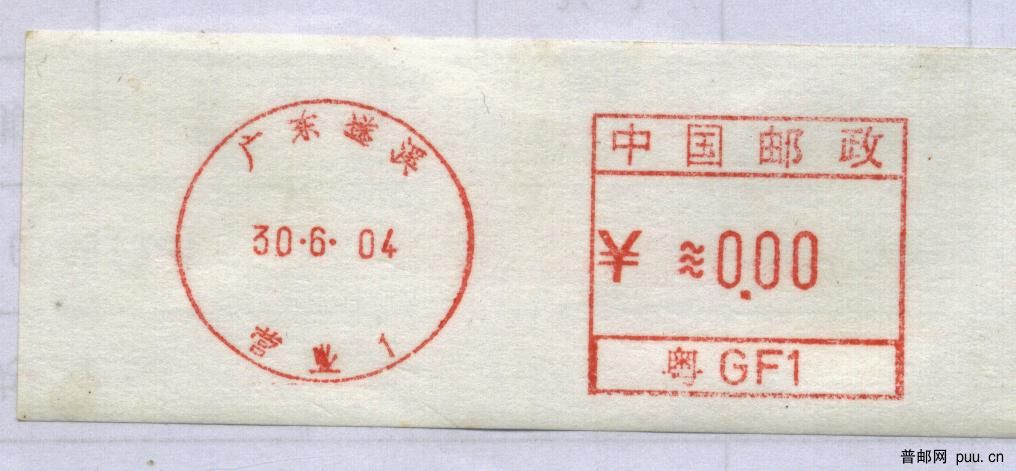 广东遂溪
30·6· 04
营市 1
中国邮政
¥ ≋0.00
粤 GF1
普邮网 puu.cn